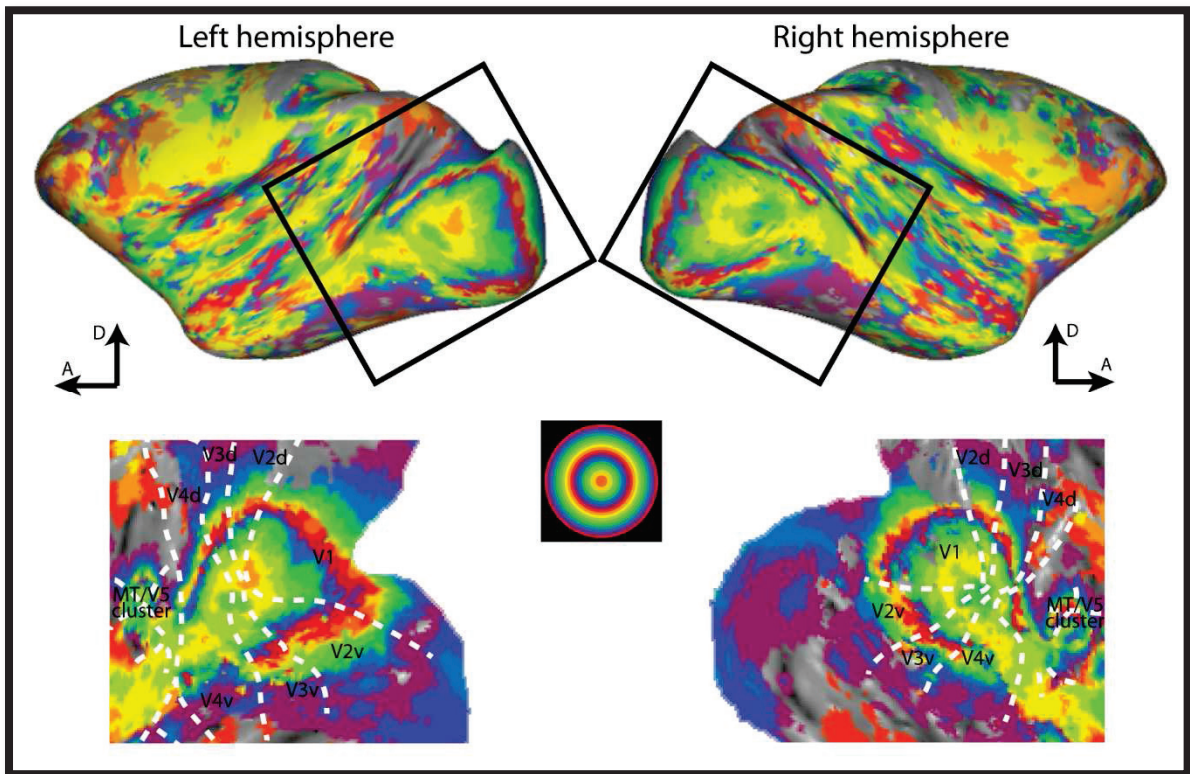 Left hemisphere
Right hemisphere
D
A
D
A
V3d
V2d
V4d
V1
MT/V5
cluster
V2v
V3v
V4v
V2d
V3d
V4d
V1
MT/V5
cluster
V2v
V3v
V4v